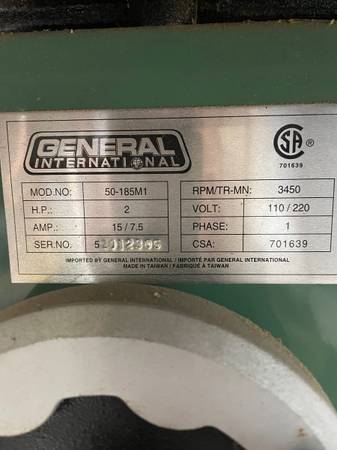 GENERAL
INTERNATIONAL
CSA
701639
MOD.NO: 50-185M1 RPM/TR-MN: 3450
H.P.: 2 VOLT: 110 / 220
AMP.: 15 / 7.5 PHASE: 1
SER.NO. CSA: 701639
IMPORTED BY GENERAL INTERNATIONAL / IMPORTÉ PAR GENERAL INTERNATIONAL
MADE IN TAIWAN / FABRIQUÉ À TAIWAN